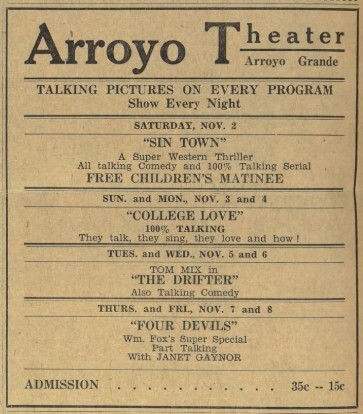 Arroyo Theater
Arroyo Grande
TALKING PICTURES ON EVERY PROGRAM
Show Every Night
SATURDAY, NOV. 2
"SIN TOWN"
A Super Western Thriller
All talking Comedy and 100% Talking Serial
FREE CHILDREN'S MATINEE
SUN. and MON., NOV. 3 and 4
"COLLEGE LOVE"
100% TALKING
They talk, they sing, they love and how!
TUES. and WED., NOV. 5 and 6
TOM MIX in
"THE DRIFTER"
Also Talking Comedy
THURS. and FRI., NOV. 7 and 8
"FOUR DEVILS"
Wm. Fox's Super Special
Part Talking
With JANET GAYNOR
ADMISSION . . . . . . . . . . . 35c -- 15c